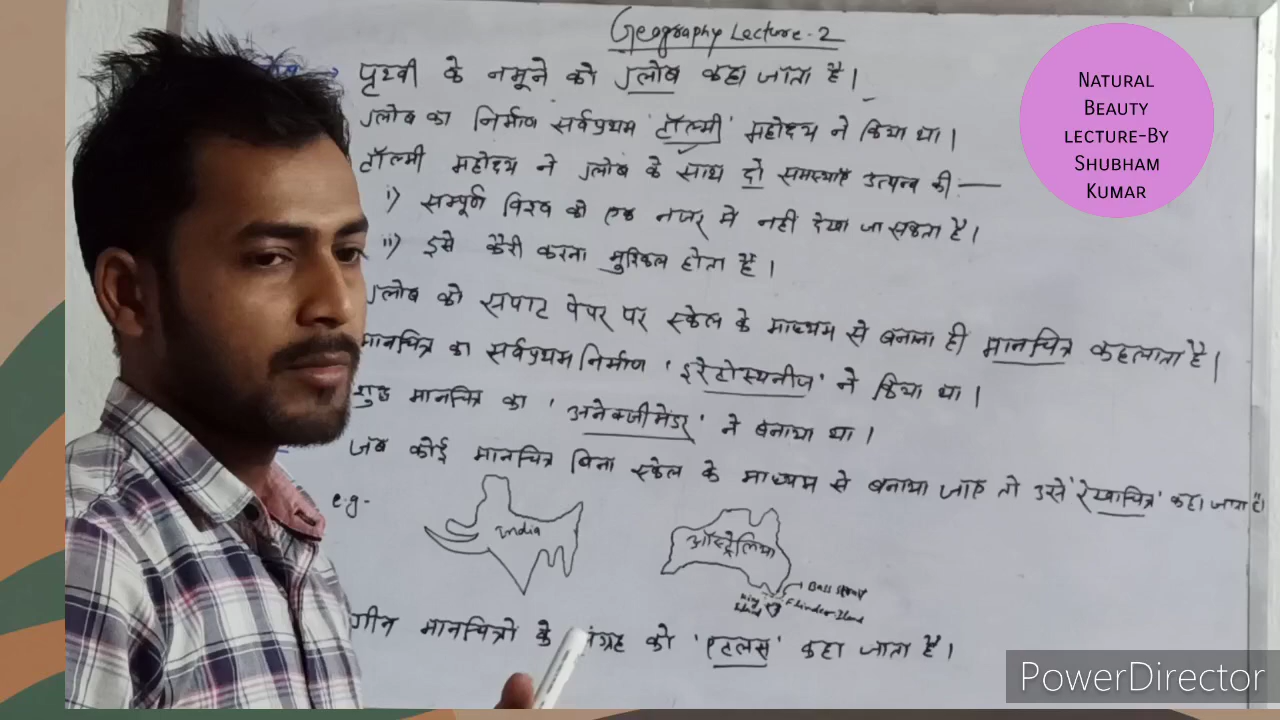 Geography Lecture-2
पृथ्वी के नमूने को ग्लोब कहा जाता है।
ग्लोब का निर्माण सर्वप्रथम 'टॉल्मी' महोदय ने किया था।
टॉल्मी महोदय ने ग्लोब के साथ दो समस्याएं उत्पन्न की:—
i) सम्पूर्ण विश्व को एक नजर में नही देखा जा सकता है।
ii) इसे कैरी करना मुश्किल होता है।
ग्लोब को सपाट पेपर पर स्केल के माध्यम से बनाना ही मानचित्र कहलाता है।
मानचित्र का सर्वप्रथम निर्माण 'इरेटोस्थनीज' ने किया था।
शुद्ध मानचित्र का 'अनेक्जीमेंडर' ने बनाया था।
जब कोई मानचित्र बिना स्केल के माध्यम से बनाया जाए तो उसे 'रेखाचित्र' कहा जाता है।
e.g-
India
ऑस्ट्रेलिया
तीन मानचित्रो के संग्रह को 'एटलस' कहा जाता है।
NATURAL
BEAUTY
LECTURE-BY
SHUBHAM
KUMAR
PowerDirector